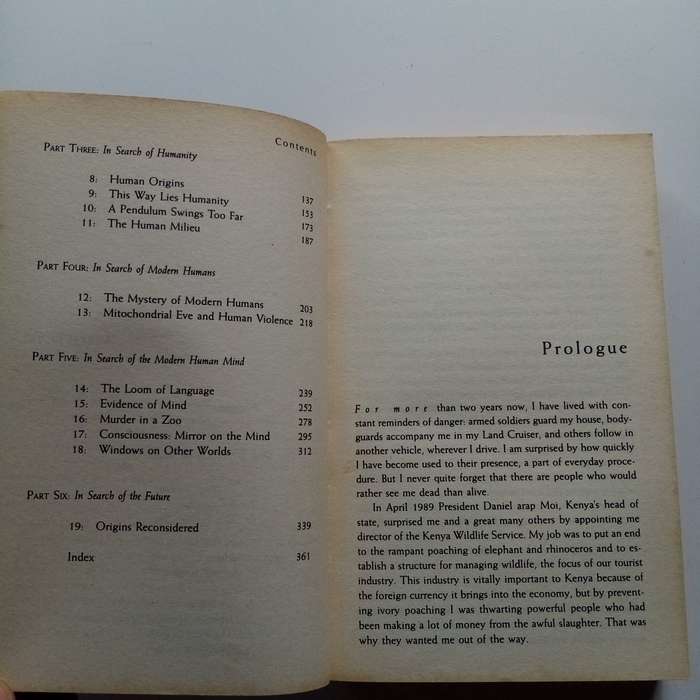 Contents
PART THREE: In Search of Humanity
8: Human Origins 137
9: This Way Lies Humanity 153
10: A Pendulum Swings Too Far 173
11: The Human Milieu 187
PART FOUR: In Search of Modern Humans
12: The Mystery of Modern Humans 203
13: Mitochondrial Eve and Human Violence 218
PART FIVE: In Search of the Modern Human Mind
14: The Loom of Language 239
15: Evidence of Mind 252
16: Murder in a Zoo 278
17: Consciousness: Mirror on the Mind 295
18: Windows on Other Worlds 312
PART SIX: In Search of the Future
19: Origins Reconsidered 339
Index 361
Prologue
For more than two years now, I have lived with con-
stant reminders of danger: armed soldiers guard my house, body-
guards accompany me in my Land Cruiser, and others follow in
another vehicle, wherever I drive. I am surprised by how quickly
I have become used to their presence, a part of everyday proce-
dure. But I never quite forget that there are people who would
rather see me dead than alive.
In April 1989 President Daniel arap Moi, Kenya's head of
state, surprised me and a great many others by appointing me
director of the Kenya Wildlife Service. My job was to put an end
to the rampant poaching of elephant and rhinoceros and to es-
tablish a structure for managing wildlife, the focus of our tourist
industry. This industry is vitally important to Kenya because of
the foreign currency it brings into the economy, but by prevent-
ing ivory poaching I was thwarting powerful people who had
been making a lot of money from the awful slaughter. That was
why they wanted me out of the way.